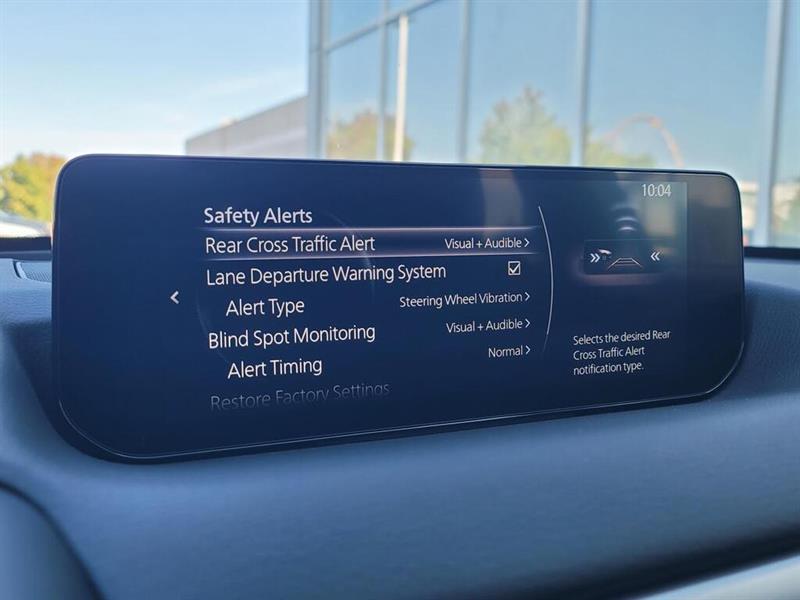 10:04
Safety Alerts
Rear Cross Traffic Alert Visual + Audible
Lane Departure Warning System
Alert Type Steering Wheel Vibration
Blind Spot Monitoring Visual + Audible
Alert Timing Normal
Restore Factory Settings
Selects the desired Rear
Cross Traffic Alert
notification type.